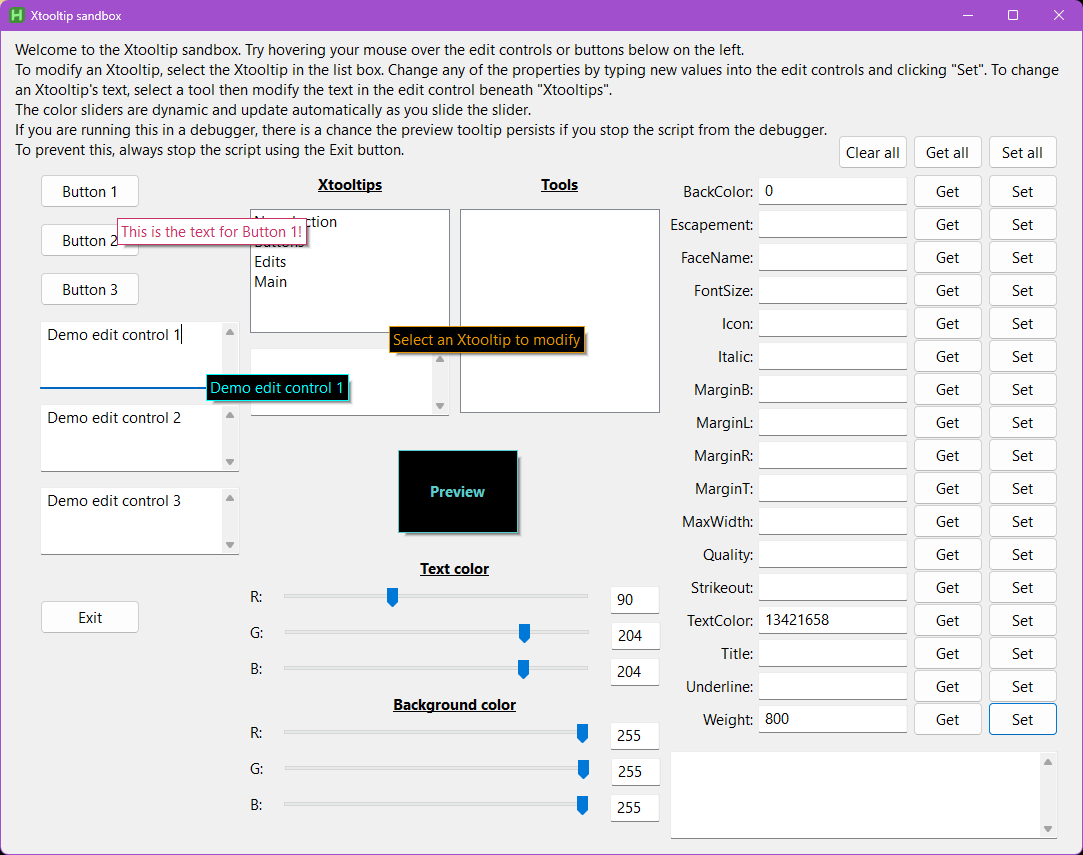 Xtooltip sandbox
Welcome to the Xtooltip sandbox. Try hovering your mouse over the edit controls or buttons below on the left.
To modify an Xtooltip, select the Xtooltip in the list box. Change any of the properties by typing new values into the edit controls and clicking "Set". To change
an Xtooltip's text, select a tool then modify the text in the edit control beneath "Xtooltips".
The color sliders are dynamic and update automatically as you slide the slider.
If you are running this in a debugger, there is a chance the preview tooltip persists if you stop the script from the debugger.
To prevent this, always stop the script using the Exit button.
Clear all Get all Set all
Button 1
Button 2
Button 3
This is the text for Button 1!
Demo edit control 1
Demo edit control 1
Demo edit control 2
Demo edit control 3
Exit
Xtooltips
Buttons
Edits
Main
Select an Xtooltip to modify
Tools
Preview
Text color
R: 90
G: 204
B: 204
Background color
R: 255
G: 255
B: 255
BackColor: 0 Get Set
Escapement: Get Set
FaceName: Get Set
FontSize: Get Set
Icon: Get Set
Italic: Get Set
MarginB: Get Set
MarginL: Get Set
MarginR: Get Set
MarginT: Get Set
MaxWidth: Get Set
Quality: Get Set
Strikeout: Get Set
TextColor: 13421658 Get Set
Title: Get Set
Underline: Get Set
Weight: 800 Get Set